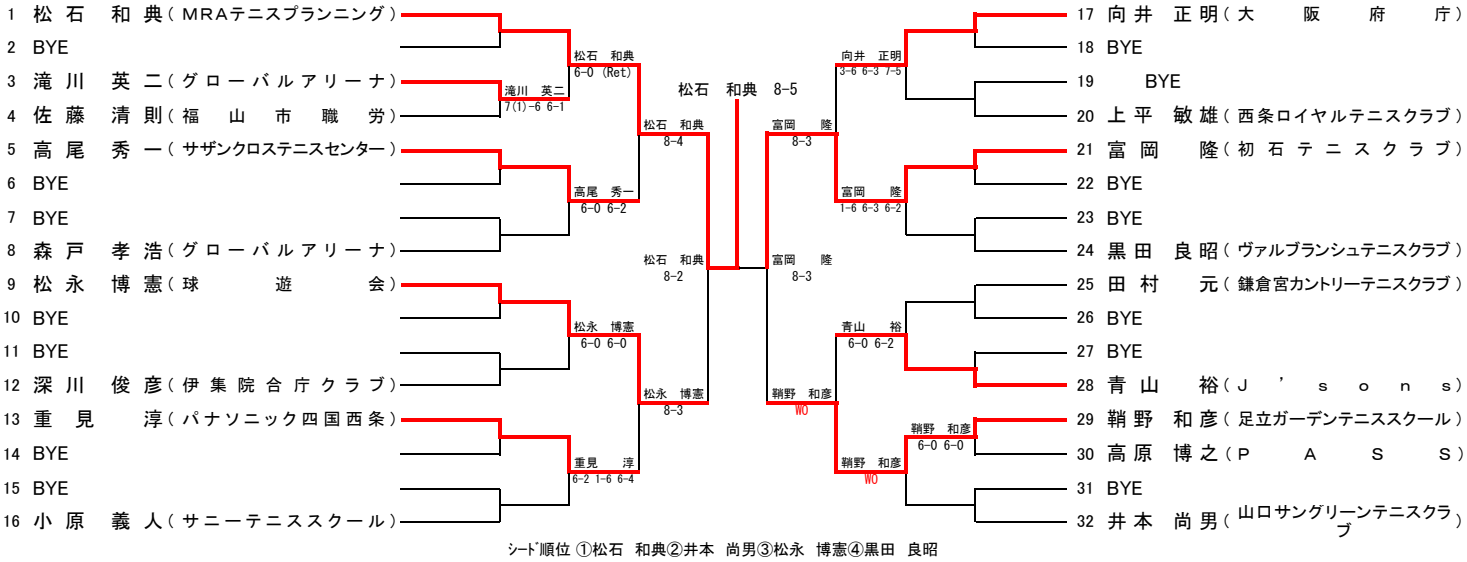 1 松石 和典(MRAテニスプランニング)
2 BYE
3 滝川 英二(グローバルアリーナ)
4 佐藤 清則(福山市職労)
5 高尾 秀一(サザンクロステニスセンター)
6 BYE
7 BYE
8 森戸 孝浩(グローバルアリーナ)
9 松永 博憲(球遊会)
10 BYE
11 BYE
12 深川 俊彦(伊集院合庁クラブ)
13 重見 淳(パナソニック四国西条)
14 BYE
15 BYE
16 小原 義人(サニーテニススクール)
滝川 英二
7(1)-6 6-1
松石 和典
6-0 (Ret)
高尾 秀一
6-0 6-2
松永 博憲
6-0 6-0
重見 淳
6-2 1-6 6-4
松石 和典
8-4
松永 博憲
8-3
松石 和典
8-2
松石 和典 8-5
富岡 隆
8-3
富岡 隆
8-3
鞘野 和彦
WO
向井 正明
3-6 6-3 7-5
富岡 隆
1-6 6-3 6-2
青山 裕
6-0 6-2
鞘野 和彦
WO
鞘野 和彦
6-0 6-0
17 向井 正明(大阪府庁)
18 BYE
19 BYE
20 上平 敏雄(西条ロイヤルテニスクラブ)
21 富岡 隆(初石テニスクラブ)
22 BYE
23 BYE
24 黒田 良昭(ヴァルブランシュテニスクラブ)
25 田村 元(鎌倉宮カントリーテニスクラブ)
26 BYE
27 BYE
28 青山 裕(J'sons)
29 鞘野 和彦(足立ガーデンテニススクール)
30 高原 博之(PASS)
31 BYE
32 井本 尚男(山口サングリーンテニスクラ
ブ)
シード順位 ①松石 和典②井本 尚男③松永 博憲④黒田 良昭